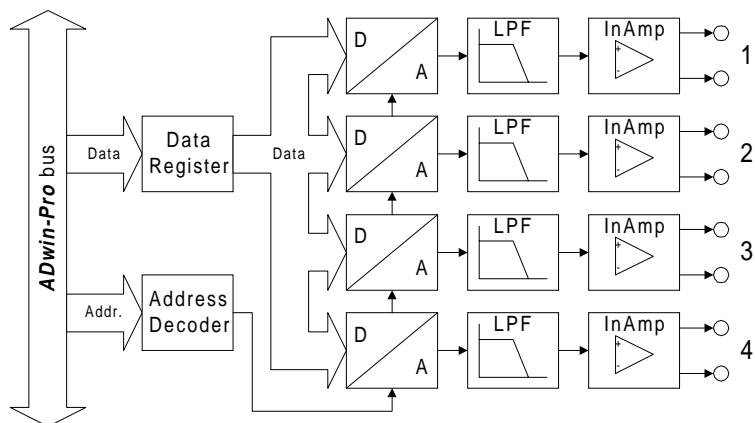 ADwin-Pro bus
Data
Data
Register
Data
Addr.
Address
Decoder
D
A
LPF
InAmp
+
-
1
D
A
LPF
InAmp
+
-
2
D
A
LPF
InAmp
+
-
3
D
A
LPF
InAmp
+
-
4